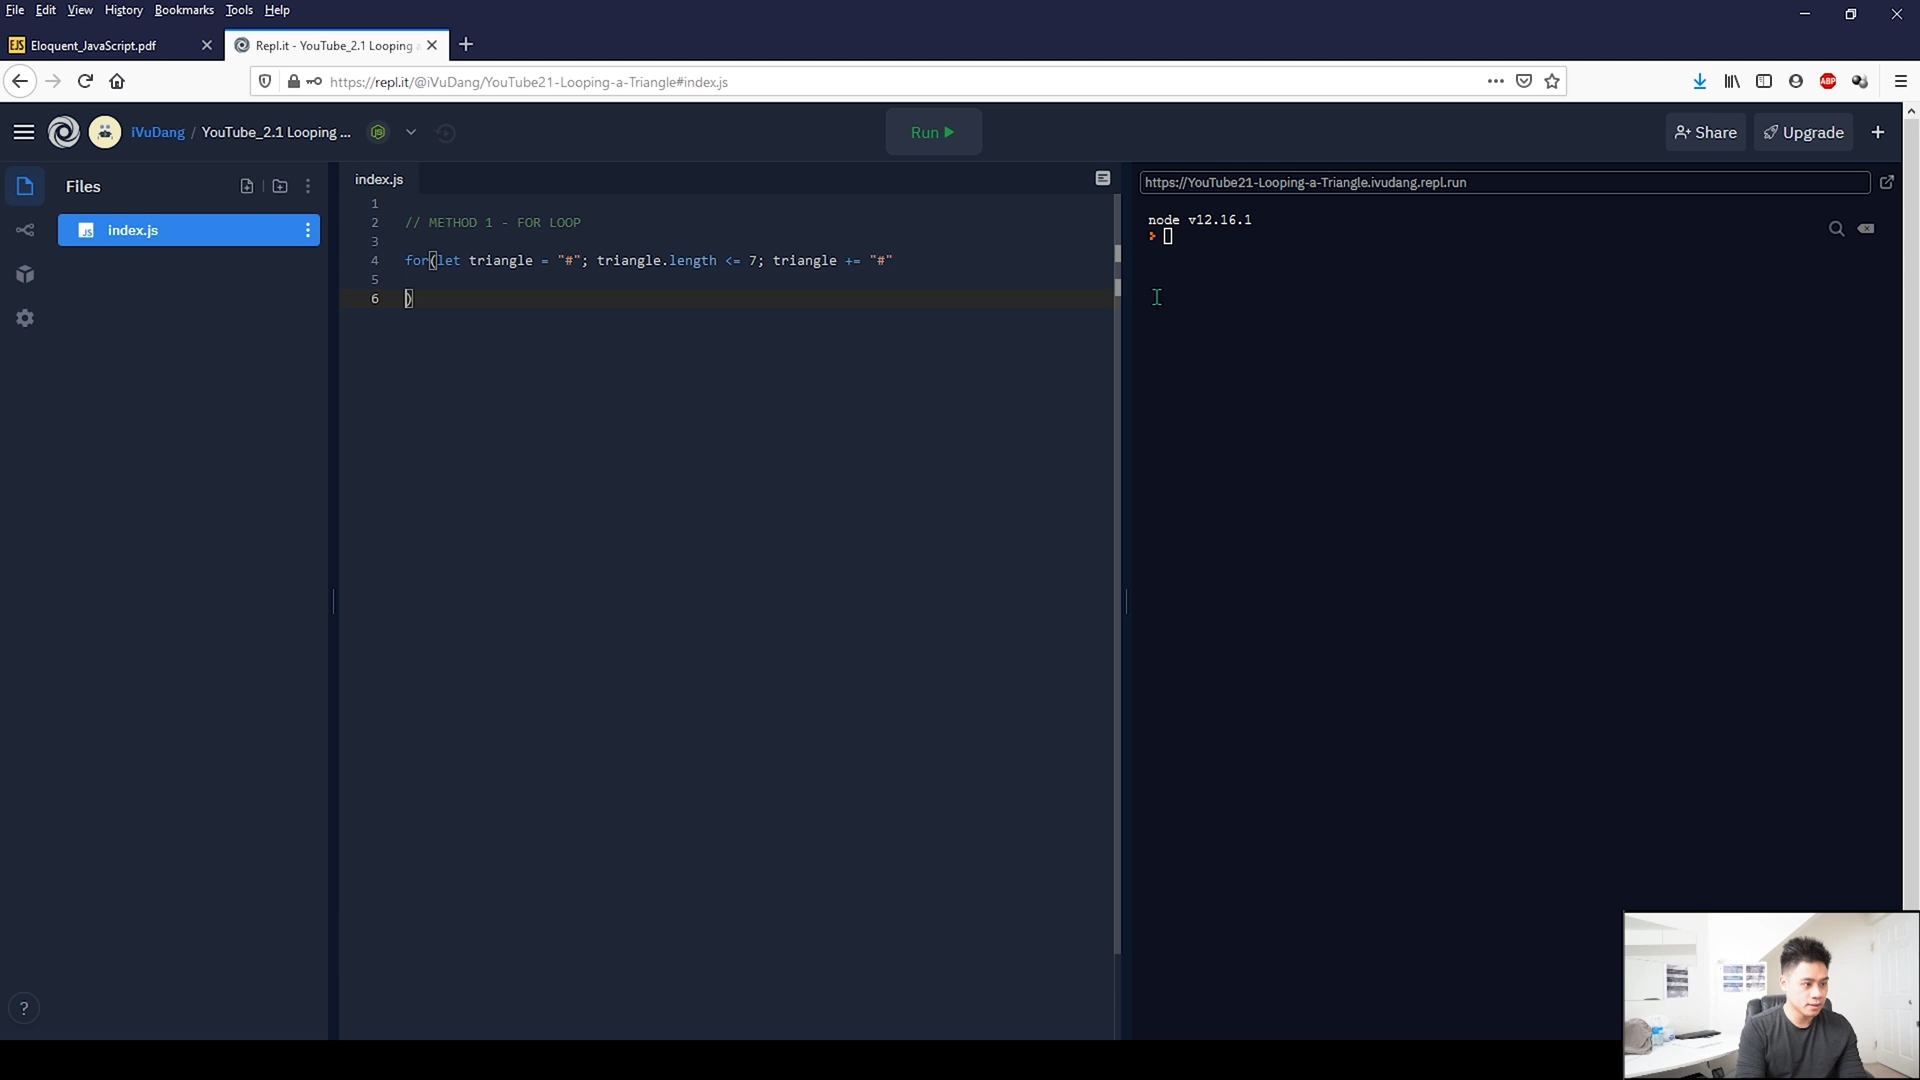 File Edit View History Bookmarks Tools Help
EJS Eloquent_JavaScript.pdf
Repl.it - YouTube_2.1 Looping
https://repl.it/@iVuDang/YouTube21-Looping-a-Triangle#index.js
ABP
iVuDang / YouTube_2.1 Looping ...
Run
Share
Upgrade
Files
index.js
index.js
https://YouTube21-Looping-a-Triangle.ivudang.repl.run
1
2 // METHOD 1 - FOR LOOP
3
4 for(let triangle = "#"; triangle.length <= 7; triangle += "#"
5
6 )
node v12.16.1
>
?